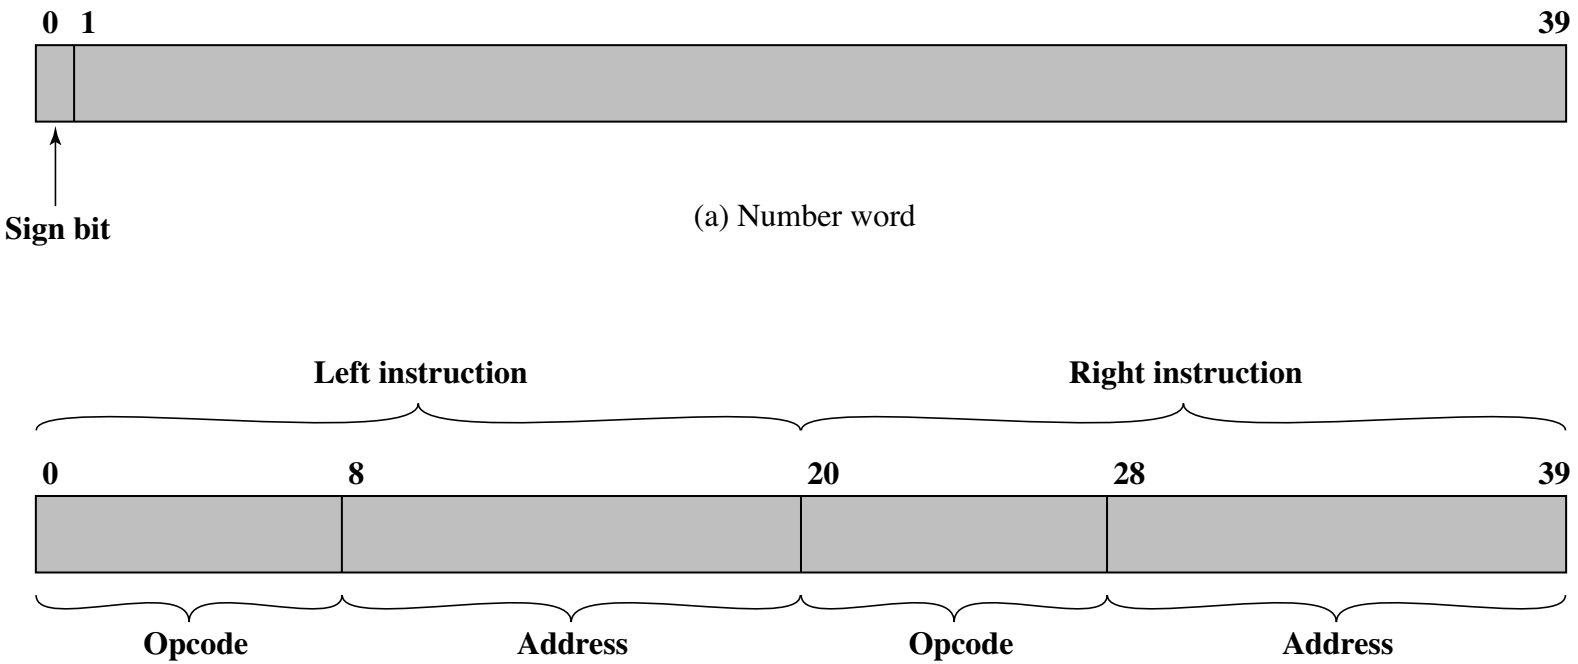 0 1 39
Sign bit
(a) Number word
Left instruction Right instruction
0 8 20 28 39
Opcode Address Opcode Address